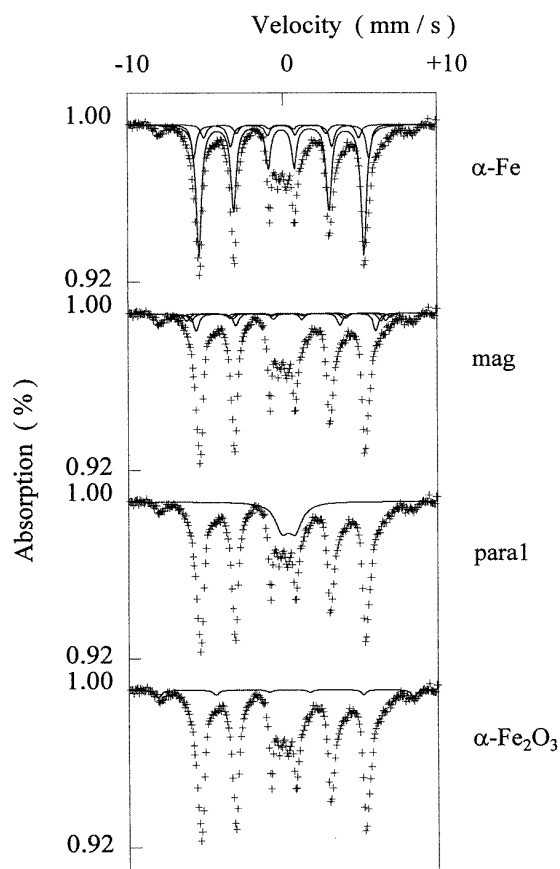 Velocity ( mm / s )
-10 0 +10
1.00
α-Fe
0.92
1.00
mag
0.92
1.00
para1
0.92
1.00
α-Fe₂O₃
0.92
Absorption ( % )